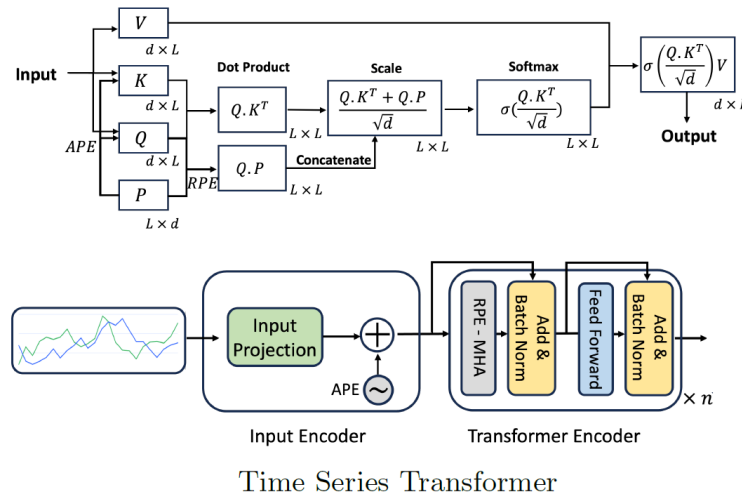 V
d × L
Input
K
d × L
APE
Q
d × L
P
L × d
RPE
Dot Product
Q.K^T
L × L
Q.P
L × L
Concatenate
Scale
Q.K^T + Q.P
√d
L × L
Softmax
σ(Q.K^T/√d)
L × L
σ(Q.K^T/√d)V
d × L
Output
Input
Projection
APE
Input Encoder
RPE - MHA
Add &
Batch Norm
Feed Forward
Add &
Batch Norm
× n
Transformer Encoder
Time Series Transformer